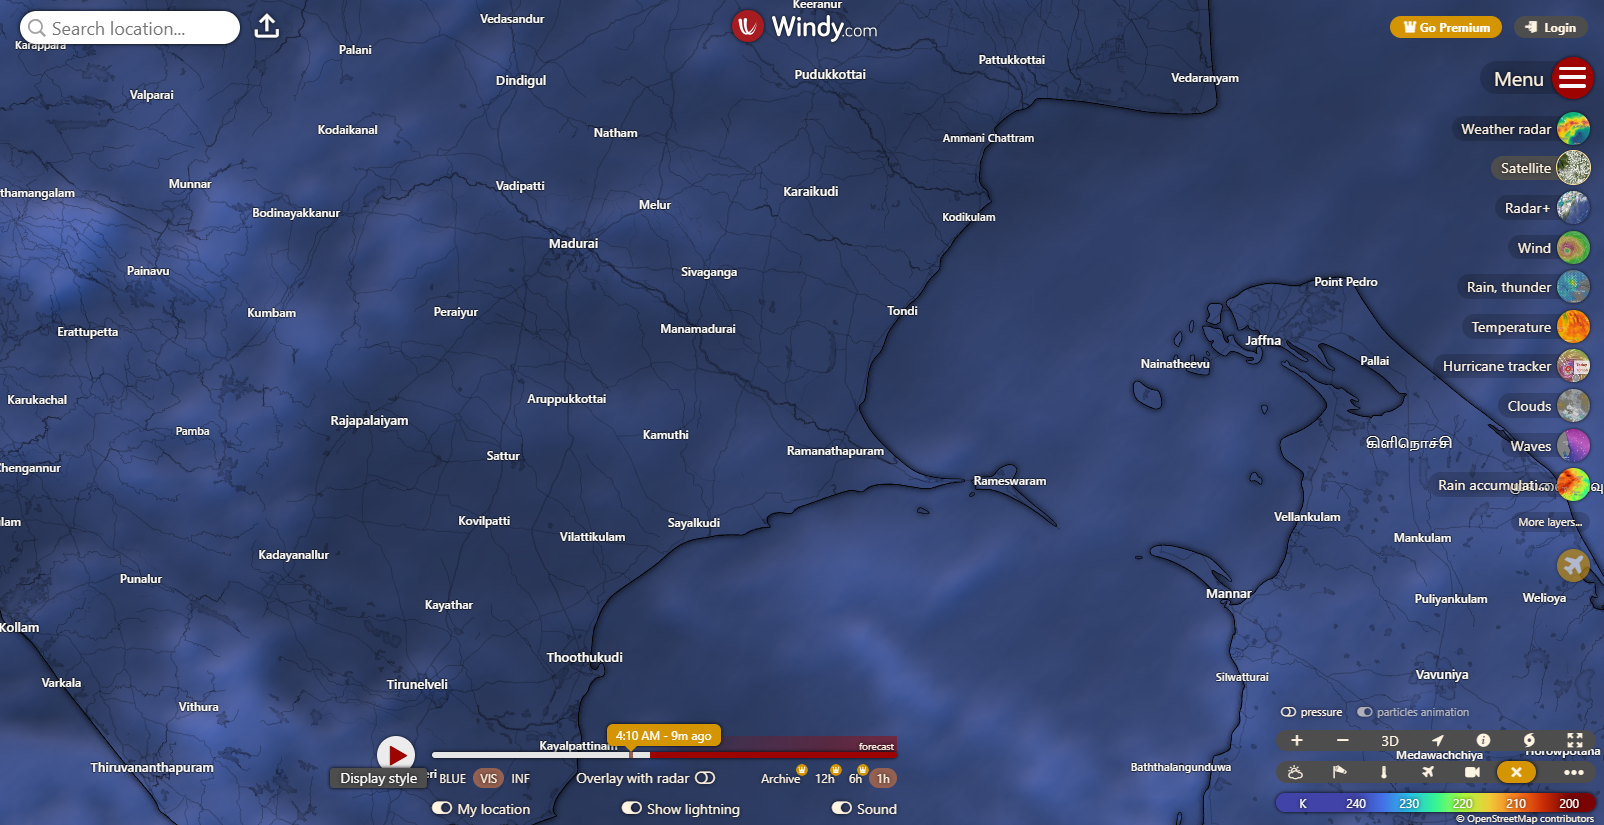 Keeranur
Vedasandur
Search location...
Windy.com
Go Premium
Login
Karappara
Palani
Pattukkottai
Dindigul
Pudukkottai
Vedaranyam
Menu
Valparai
Kodaikanal
Natham
Ammani Chattram
Weather radar
Satellite
Munnar
Vadipatti
Karaikudi
thamangalam
Melur
Bodinayakkanur
Kodikulam
Radar+
Madurai
Wind
Painavu
Sivaganga
Point Pedro
Rain, thunder
Kumbam
Peraiyur
Tondi
Erattupetta
Manamadurai
Temperature
Jaffna
Nainatheevu
Pallai
Hurricane tracker
Karukachal
Aruppukkottai
Clouds
Rajapalaiyam
Pamba
Kamuthi
கிளிநொச்சி
Waves
Sattur
Ramanathapuram
Chengannur
Rameswaram
Rain accumulati
lam
Kovilpatti
Sayalkudi
Vellankulam
More layers...
Vilattikulam
Mankulam
Kadayanallur
Punalur
Mannar
Kayathar
Puliyankulam
Welioya
Kollam
Thoothukudi
Varkala
Tirunelveli
Silwatturai
Vavuniya
Vithura
pressure
particles animation
4:10 AM - 9m ago
Kayalpattinam
forecast
3D
Medawachchiya
Horowpotana
Thiruvananthapuram
Baththalangunduwa
Display style
eri
BLUE
VIS
INF
Overlay with radar
Archive
12h
6h
1h
My location
Show lightning
Sound
K 240 230 220 210 200
© OpenStreetMap contributors